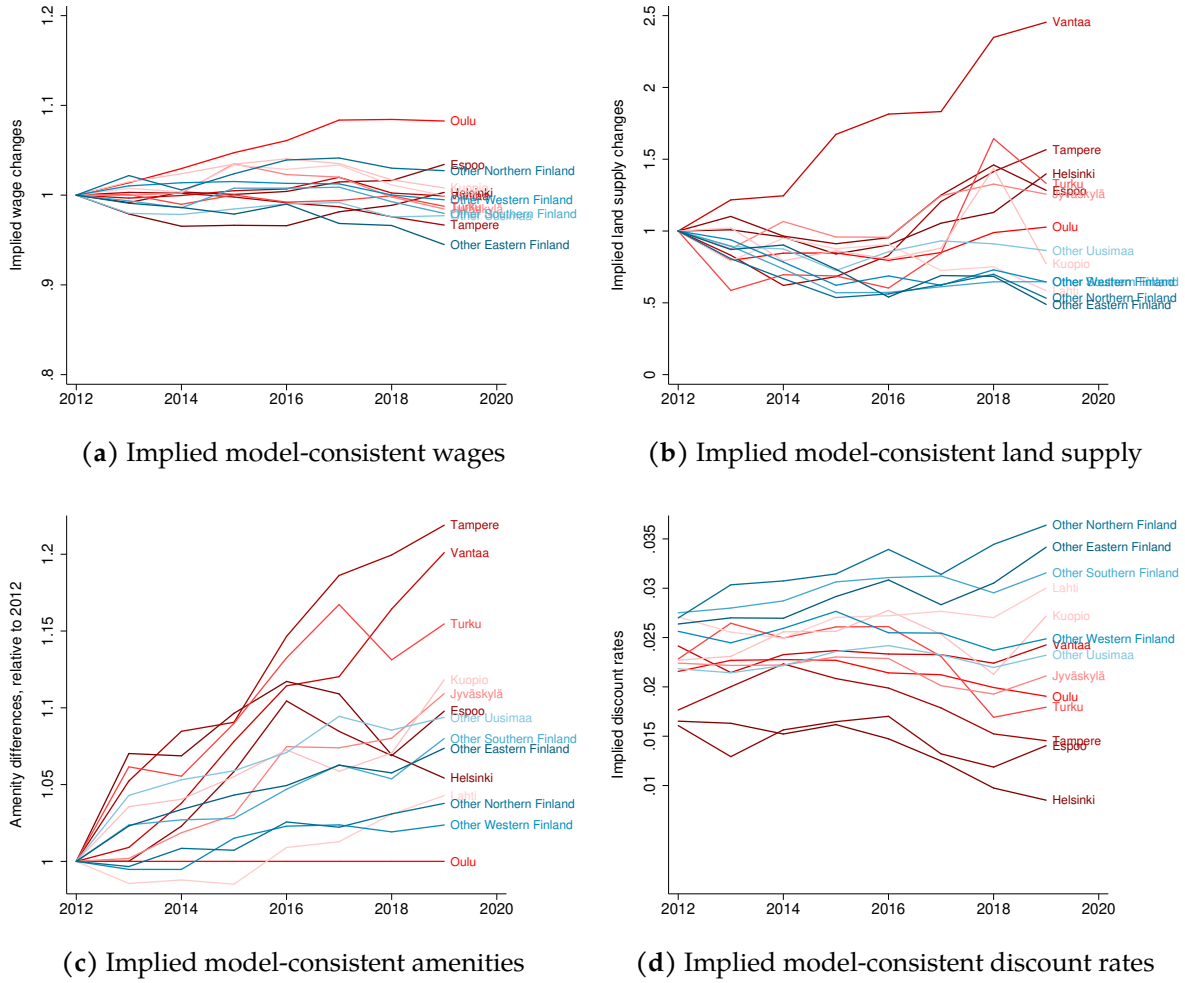 Implied wage changes
.8 .9 1 1.1 1.2
Oulu
Espoo
Other Northern Finland
Helsinki
Other Western Finland
Turku
Other Southern Finland
Tampere
Other Eastern Finland
2012 2014 2016 2018 2020
(a) Implied model-consistent wages
Implied land supply changes
0 .5 1 1.5 2 2.5
Vantaa
Tampere
Helsinki
Turku
Espoo
Jyväskylä
Oulu
Other Uusimaa
Kuopio
Lahti
Other Northern Finland
Other Eastern Finland
2012 2014 2016 2018 2020
(b) Implied model-consistent land supply
Amenity differences, relative to 2012
1 1.05 1.1 1.15 1.2
Tampere
Vantaa
Turku
Kuopio
Jyväskylä
Espoo
Other Uusimaa
Other Southern Finland
Other Eastern Finland
Helsinki
Lahti
Other Northern Finland
Other Western Finland
Oulu
2012 2014 2016 2018 2020
(c) Implied model-consistent amenities
Implied discount rates
.01 .015 .02 .025 .03 .035
Other Northern Finland
Other Eastern Finland
Other Southern Finland
Lahti
Kuopio
Other Western Finland
Vantaa
Other Uusimaa
Jyväskylä
Oulu
Turku
Tampere
Espoo
Helsinki
2012 2014 2016 2018 2020
(d) Implied model-consistent discount rates